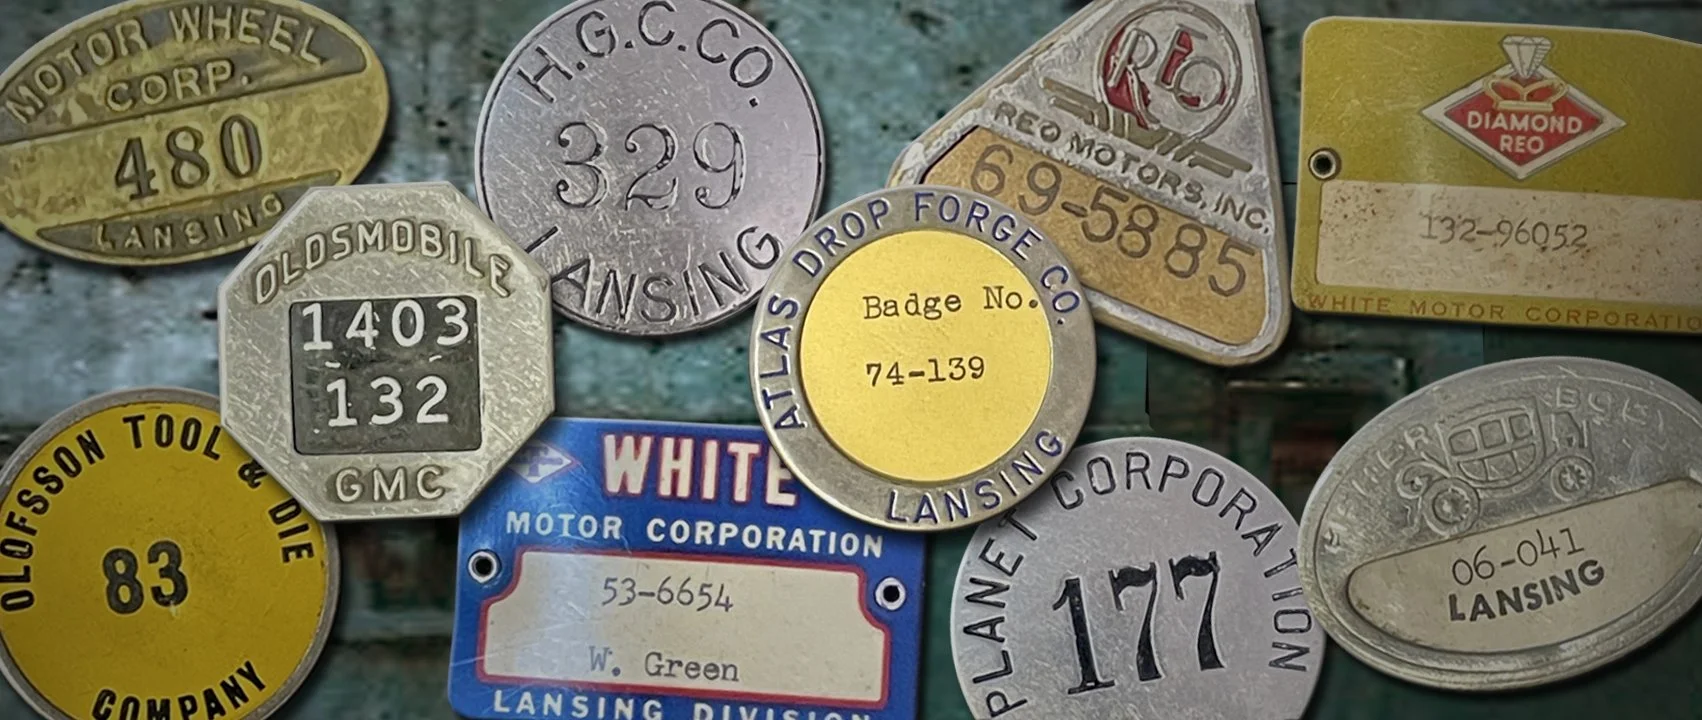 MOTOR WHEEL
CORP.
480
LANSING
H.G.C.CO.
329
LANSING
REO
REO MOTORS, INC.
69-5885
DIAMOND
REO
132-96052
WHITE MOTOR CORPORATIO
OLDSMOBILE
1403
132
GMC
ATLAS DROP FORGE CO.
Badge No.
74-139
LANSING
OLOFSSON TOOL & DIE
83
COMPANY
WHITE
MOTOR CORPORATION
53-6654
W. Green
LANSING DIVISION
PLANET CORPORATION
177
BODY
06-041
LANSING